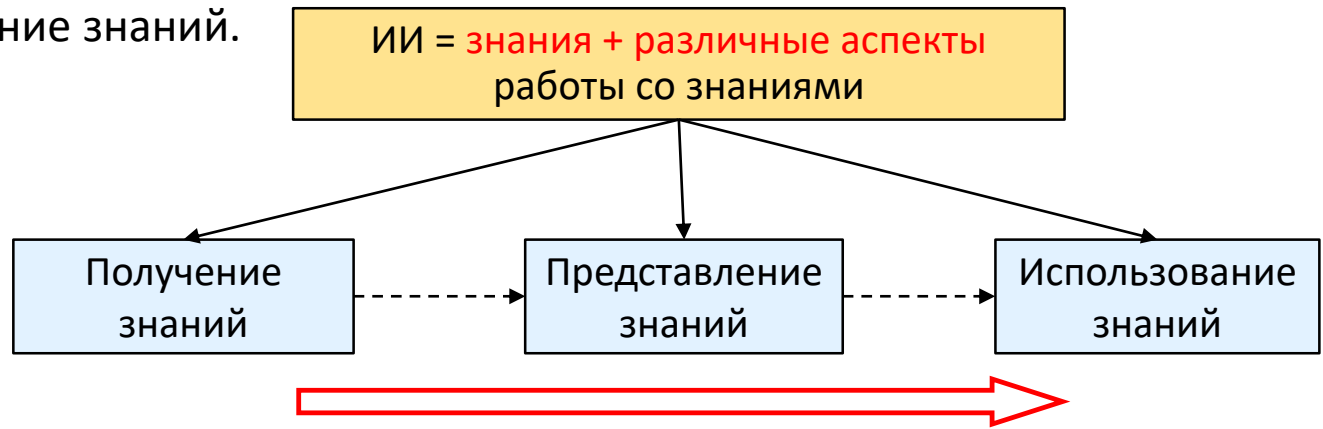 ние знаний.
ИИ = знания + различные аспекты
работы со знаниями
Получение
знаний
Представление
знаний
Использование
знаний